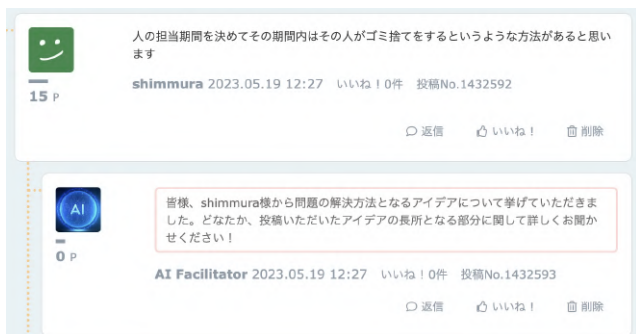 人の担当期間を決めてその期間内はその人がゴミ捨てをするというような方法があると思い
ます
shimmura 2023.05.19 12:27 いいね！0件 投稿No.1432592
15 P
返信 いいね！ 削除
AI
皆様、shimmura様から問題の解決方法となるアイデアについて挙げていただきま
した。どなたか、投稿いただいたアイデアの長所となる部分に関して詳しくお聞か
せください！
0 P
AI Facilitator 2023.05.19 12:27 いいね！0件 投稿No.1432593
返信 いいね！ 削除